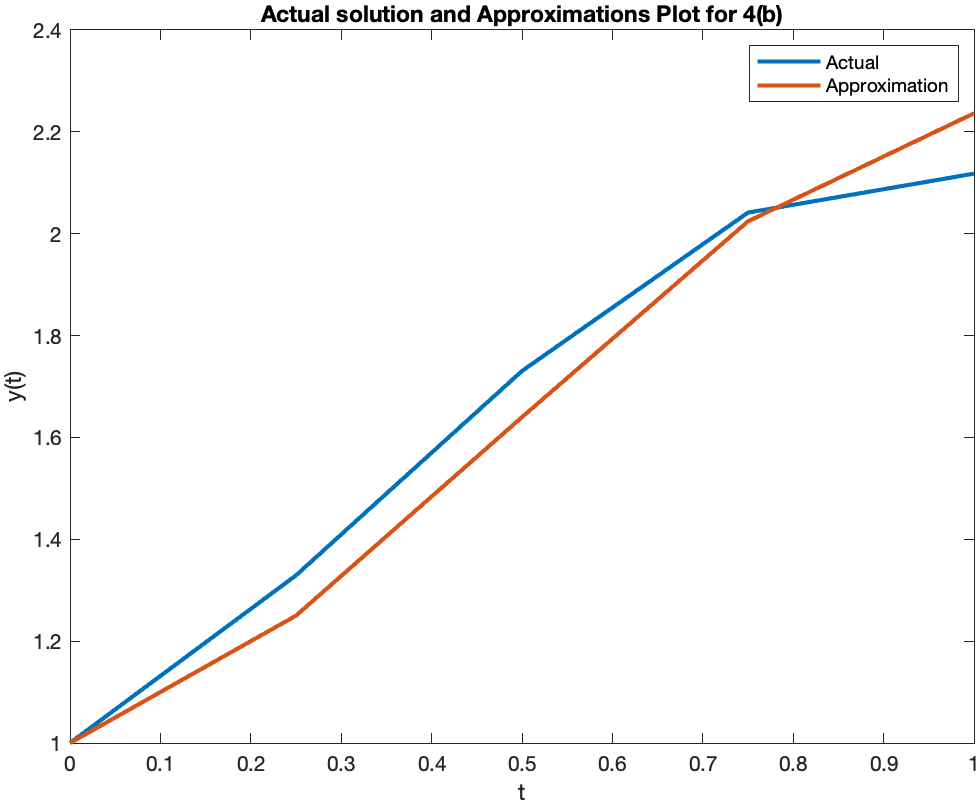 Actual solution and Approximations Plot for 4(b)
Actual
Approximation
2.4
2.2
2
1.8
1.6
1.4
1.2
1
y(t)
0 0.1 0.2 0.3 0.4 0.5 0.6 0.7 0.8 0.9 1
t